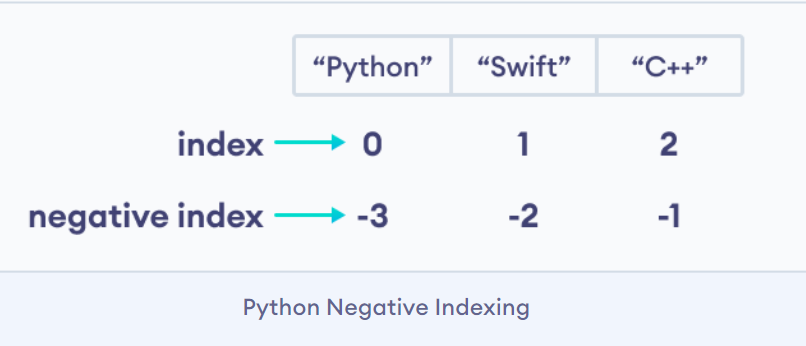 “Python” “Swift” “C++”
index 0 1 2
negative index -3 -2 -1
Python Negative Indexing